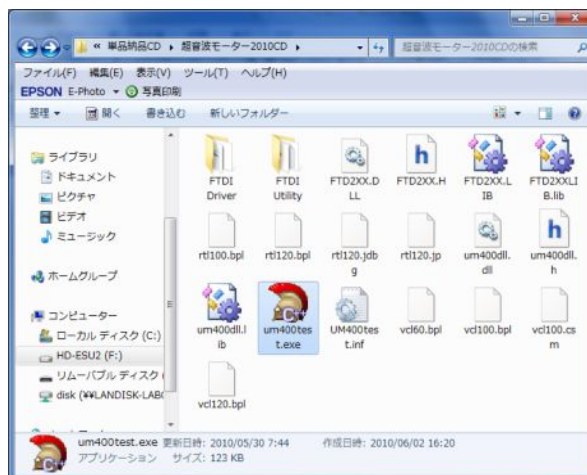 « 単品納品CD ▸ 超音波モーター2010CD ▸
超音波モーター2010CDの検索
ファイル(F) 編集(E) 表示(V) ツール(T) ヘルプ(H)
EPSON E-Photo 写真印刷
整理 開く 書き込む 新しいフォルダー
ライブラリ
ドキュメント
ピクチャ
ビデオ
ミュージック
ホームグループ
コンピューター
ローカル ディスク (C:)
HD-ESU2 (F:)
リムーバブル ディスク (
disk (¥¥LANDISK-LAB(
FTDI Driver
FTDI Utility
FTD2XX.DLL
FTD2XX.H
FTD2XX.LIB
FTD2XXLIB.lib
rtl100.bpl
rtl120.bpl
rtl120.jdbg
rtl120.jp
um400dll.dll
um400dll.h
um400dll.lib
um400test.exe
UM400test.inf
vcl60.bpl
vcl100.bpl
vcl100.csm
vcl120.bpl
um400test.exe 更新日時: 2010/05/30 7:44 作成日時: 2010/06/02 16:20
アプリケーション サイズ: 123 KB